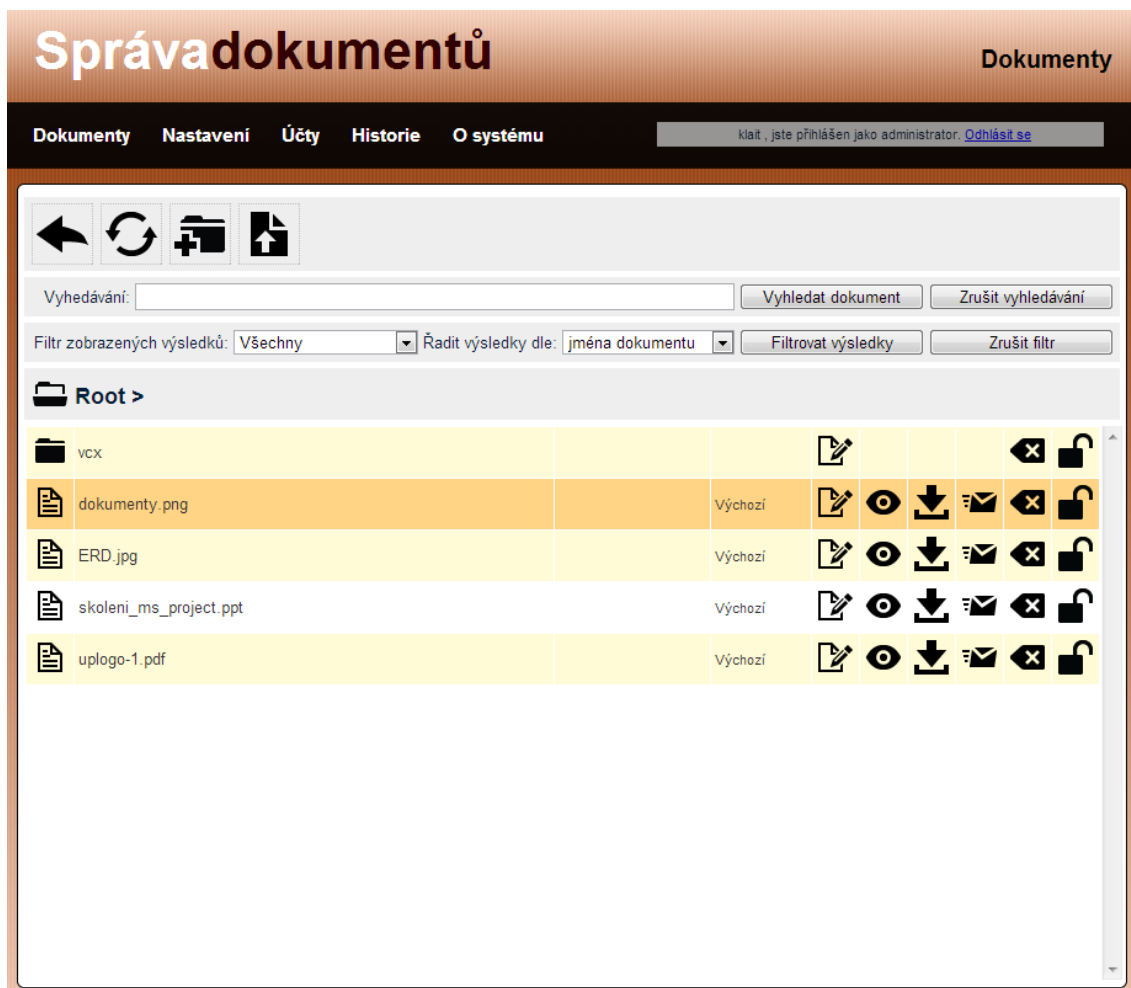 Správadokumentů
Dokumenty
Dokumenty Nastavení Účty Historie O systému
klait , jste přihlášen jako administrator. Odhlásit se
Vyhedávání: Vyhledat dokument Zrušit vyhledávání
Filtr zobrazených výsledků: Všechny Řadit výsledky dle: jména dokumentu Filtrovat výsledky Zrušit filtr
Root >
vcx
dokumenty.png Výchozí
ERD.jpg Výchozí
skoleni_ms_project.ppt Výchozí
uplogo-1.pdf Výchozí